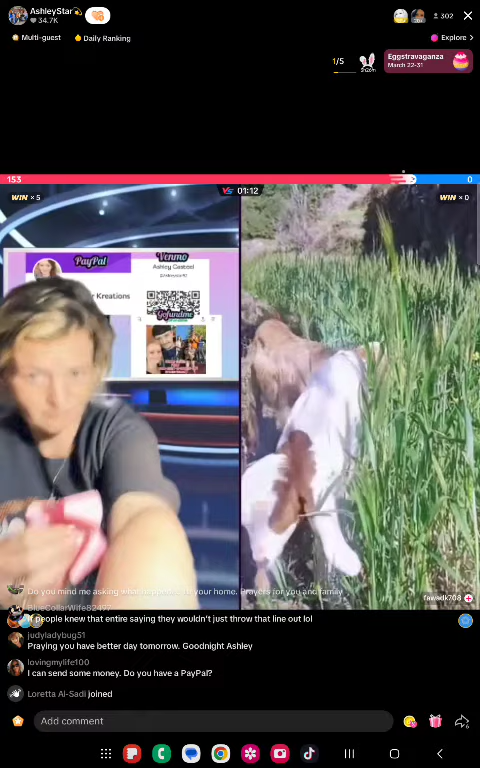 AshleyStar💫
34.7K
302
Multi-guest
Daily Ranking
Explore >
1/5
Eggstravaganza
March 22-31
153
VS 01:12
0
WIN × 5
WIN × 0
PayPal
Venmo
Kreations
Gofundme
Do you mind me asking what happened to your home. Prayers for you and family
fawadk708
BlueCollarWife82497
If people knew that entire saying they wouldn't just throw that line out lol
judyladybug51
Praying you have better day tomorrow. Goodnight Ashley
lovingmylife100
I can send some money. Do you have a PayPal?
Loretta Al-Sadi joined
Add comment